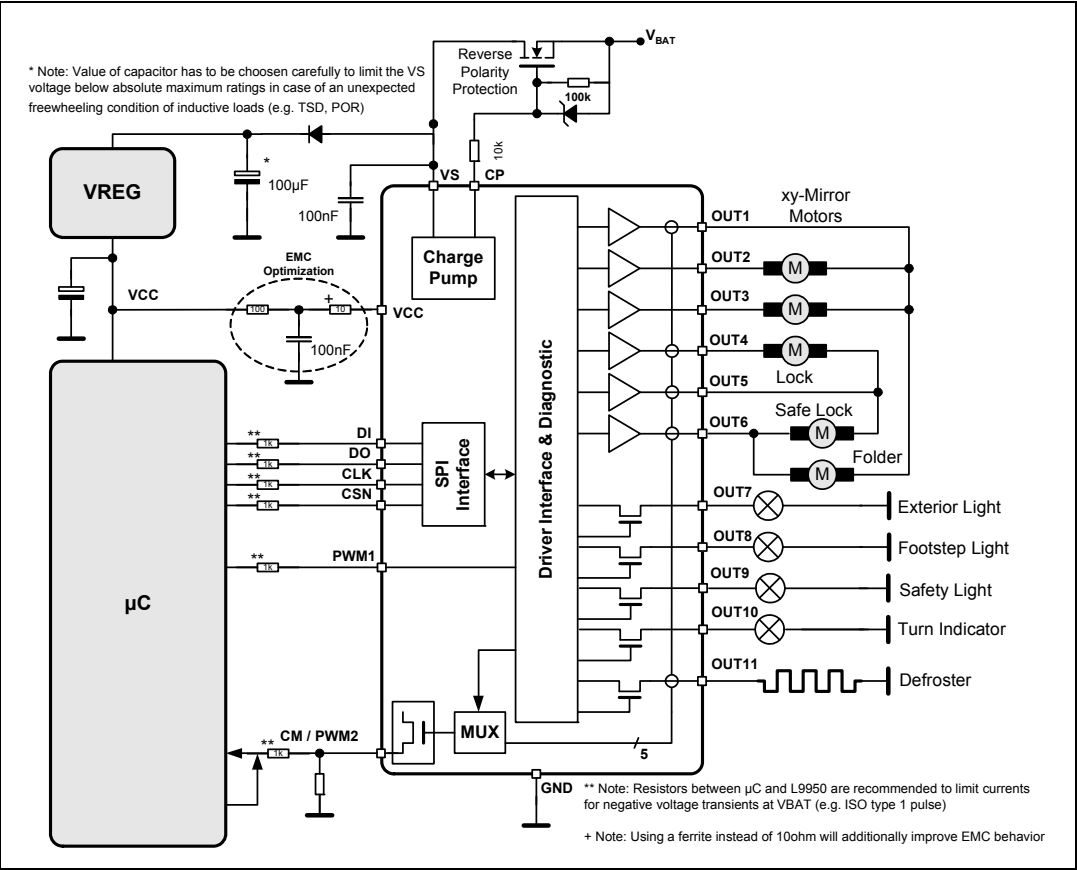 VBAT
Reverse
Polarity
Protection
100k
* Note: Value of capacitor has to be choosen carefully to limit the VS
voltage below absolute maximum ratings in case of an unexpected
freewheeling condition of inductive loads (e.g. TSD, POR)
10k
*
100µF
VREG
VS
CP
100nF
Charge
Pump
EMC
Optimization
VCC
100
+
10
VCC
100nF
xy-Mirror
Motors
OUT1
OUT2
M
OUT3
M
OUT4
M
Lock
OUT5
Safe Lock
OUT6
M
Folder
M
Driver Interface & Diagnostic
SPI
Interface
** 1k DI
** 1k DO
** 1k CLK
** 1k CSN
** 1k PWM1
µC
OUT7
Exterior Light
OUT8
Footstep Light
OUT9
Safety Light
OUT10
Turn Indicator
OUT11
Defroster
MUX
5
** 1k CM / PWM2
GND
** Note: Resistors between µC and L9950 are recommended to limit currents
for negative voltage transients at VBAT (e.g. ISO type 1 pulse)
+ Note: Using a ferrite instead of 10ohm will additionally improve EMC behavior